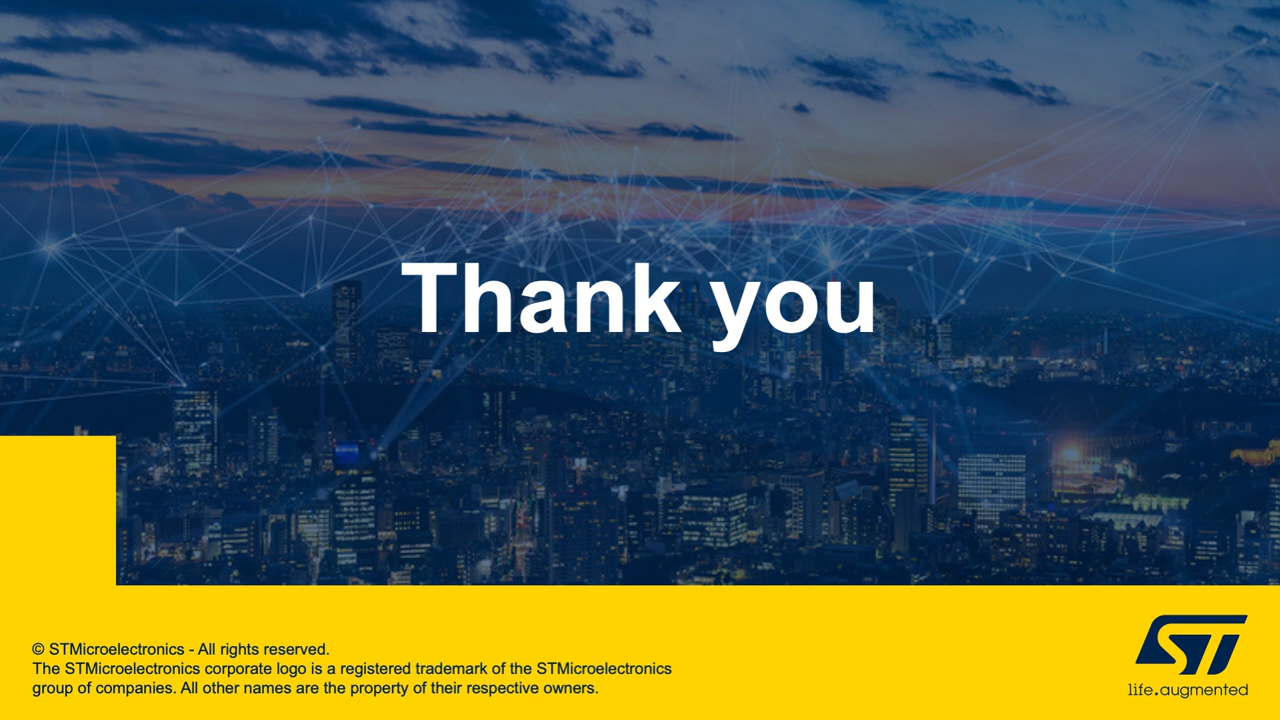 Thank you
© STMicroelectronics - All rights reserved.
The STMicroelectronics corporate logo is a registered trademark of the STMicroelectronics
group of companies. All other names are the property of their respective owners.
ST
life.augmented